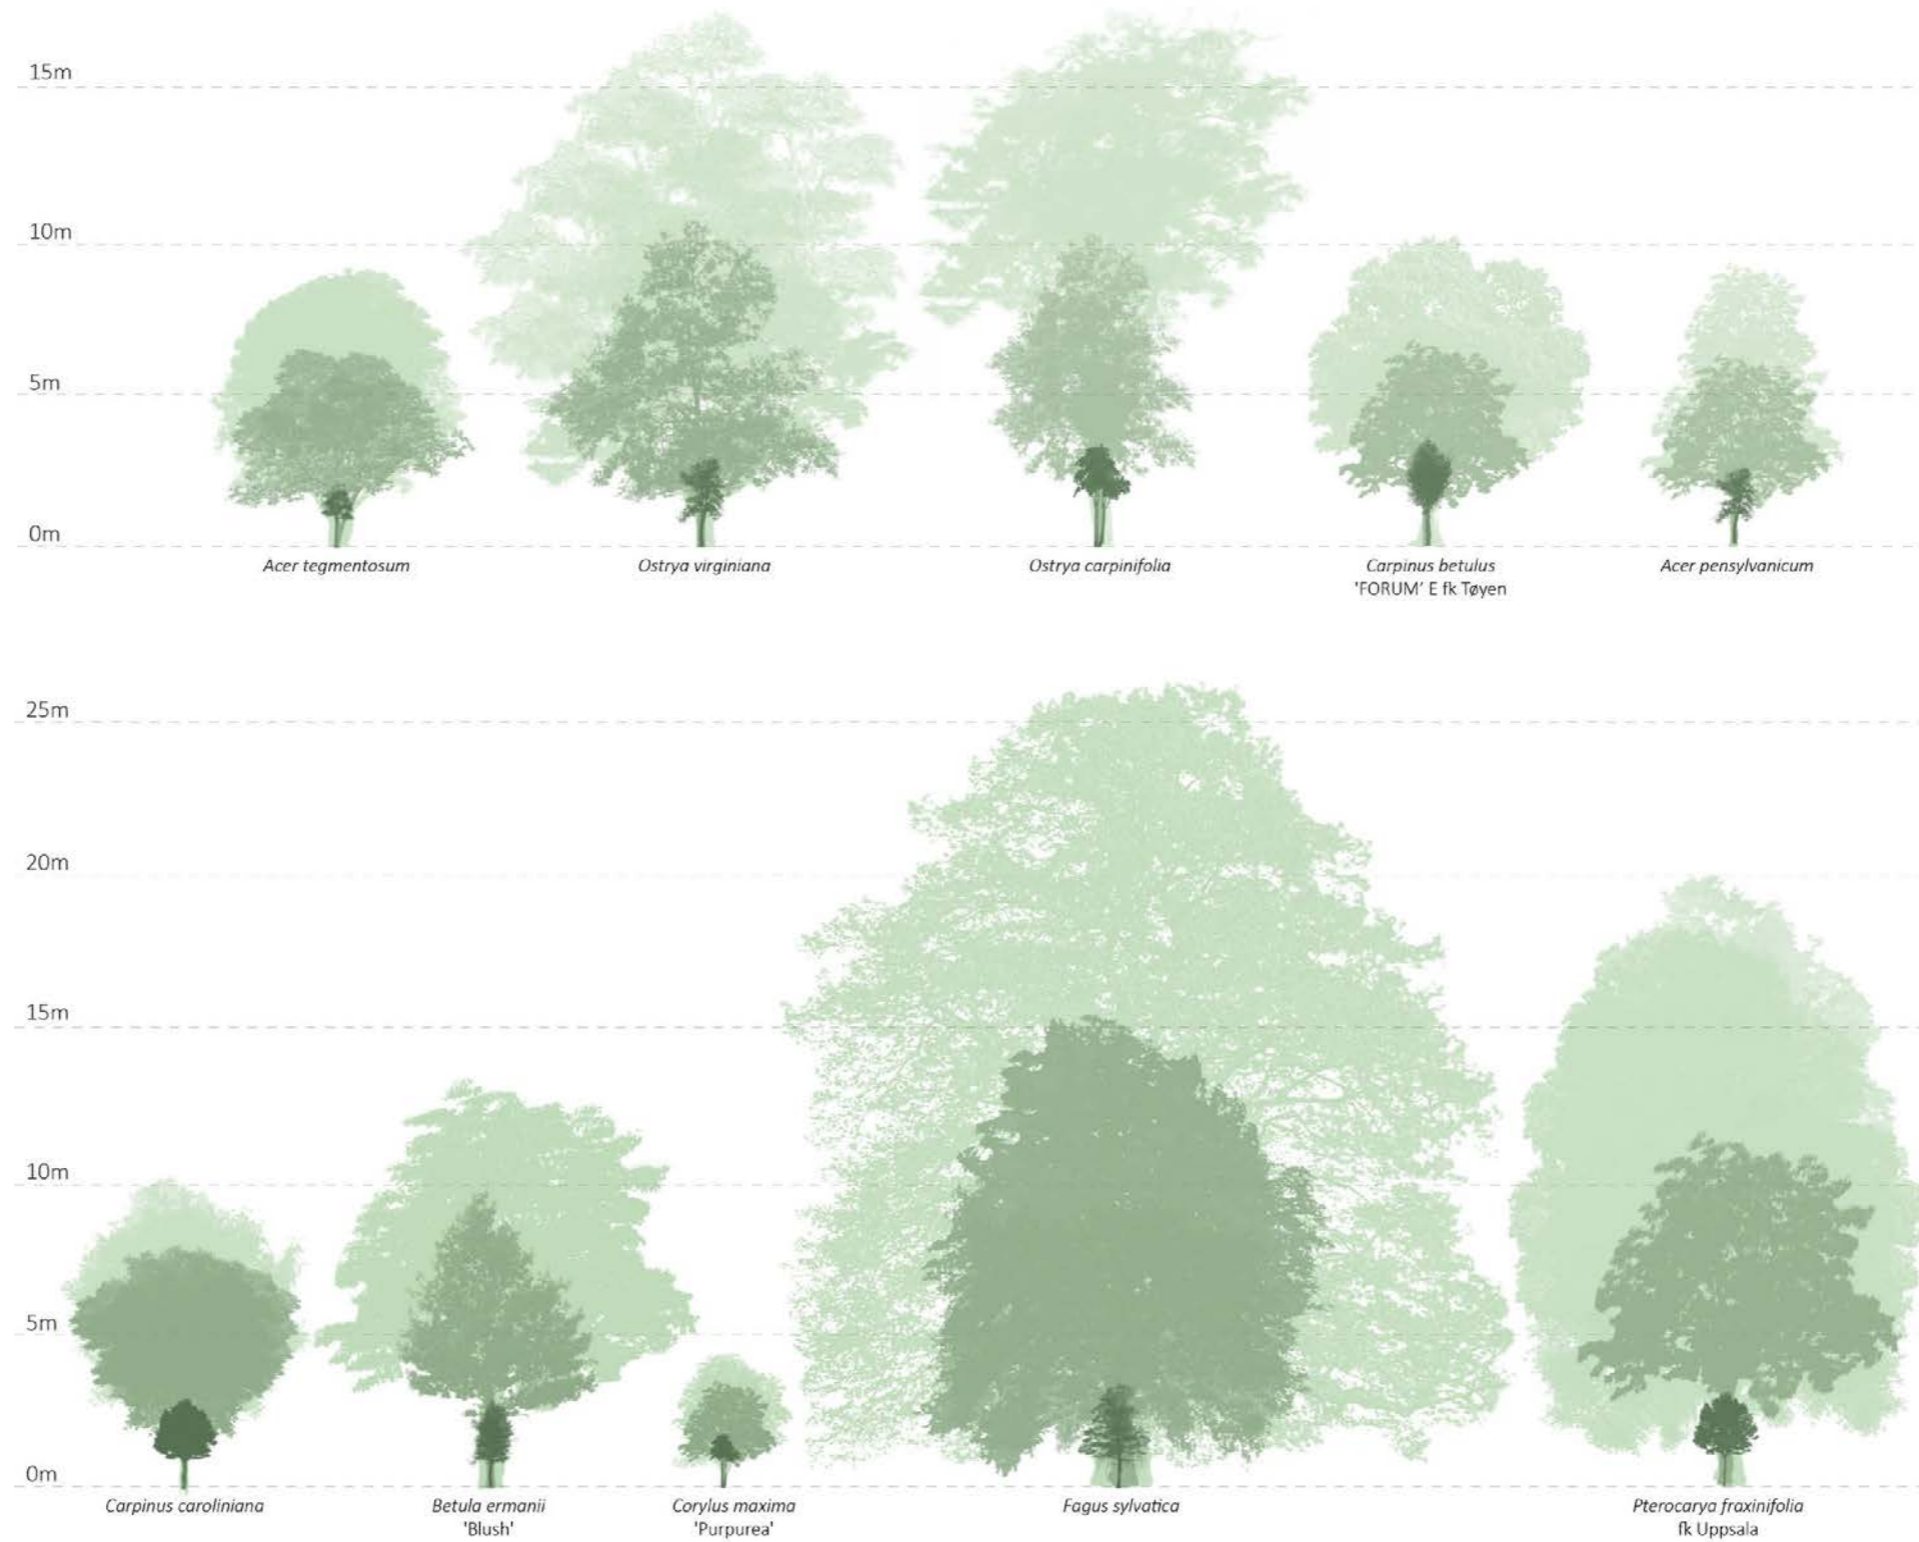 15m
10m
5m
0m
Acer tegmentosum
Ostrya virginiana
Ostrya carpinifolia
Carpinus betulus
'FORUM' E fk Tøyen
Acer pensylvanicum
25m
20m
15m
10m
5m
0m
Carpinus caroliniana
Betula ermanii
'Blush'
Corylus maxima
'Purpurea'
Fagus sylvatica
Pterocarya fraxinifolia
fk Uppsala